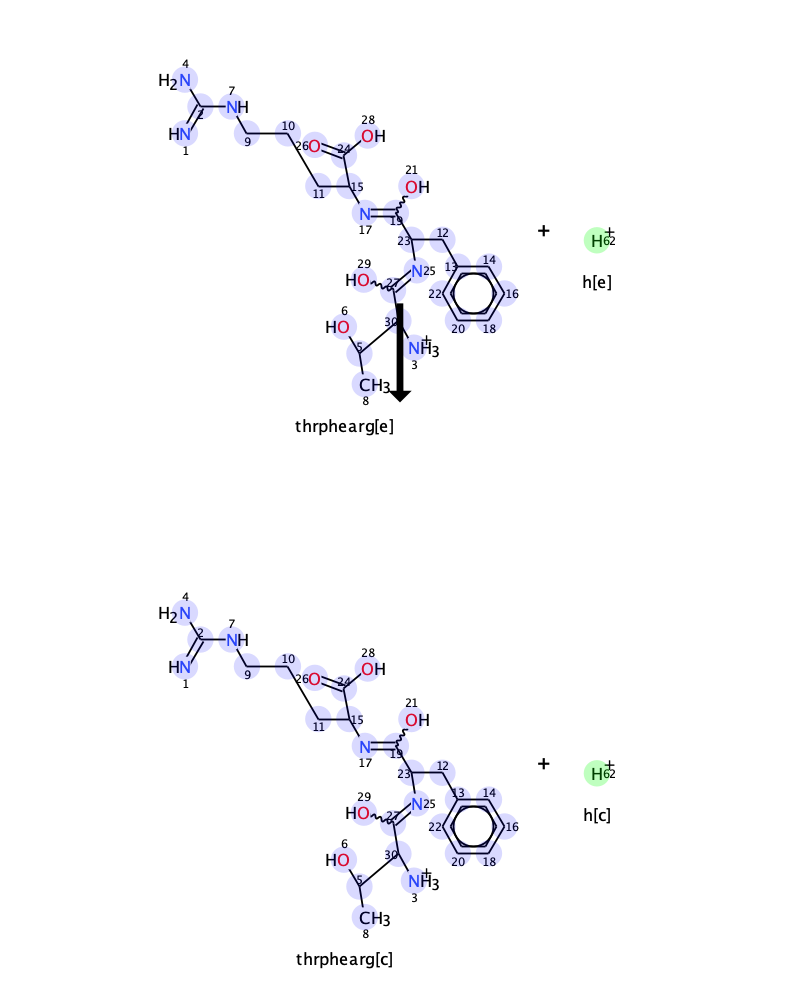 4
H2N
2
7
NH
HN
1
9
10
28
OH
26
O
24
11
15
21
OH
N
17
19
23
12
29
HO
27
N
25
13
14
22
16
20
18
6
HO
30
5
NH3
+
3
CH3
8
thrphearg[e]
+
H
+
62
h[e]
4
H2N
2
7
NH
HN
1
9
10
28
OH
26
O
24
11
15
21
OH
N
17
19
23
12
29
HO
27
N
25
13
14
22
16
20
18
6
HO
30
5
NH3
+
3
CH3
8
thrphearg[c]
+
H
+
62
h[c]